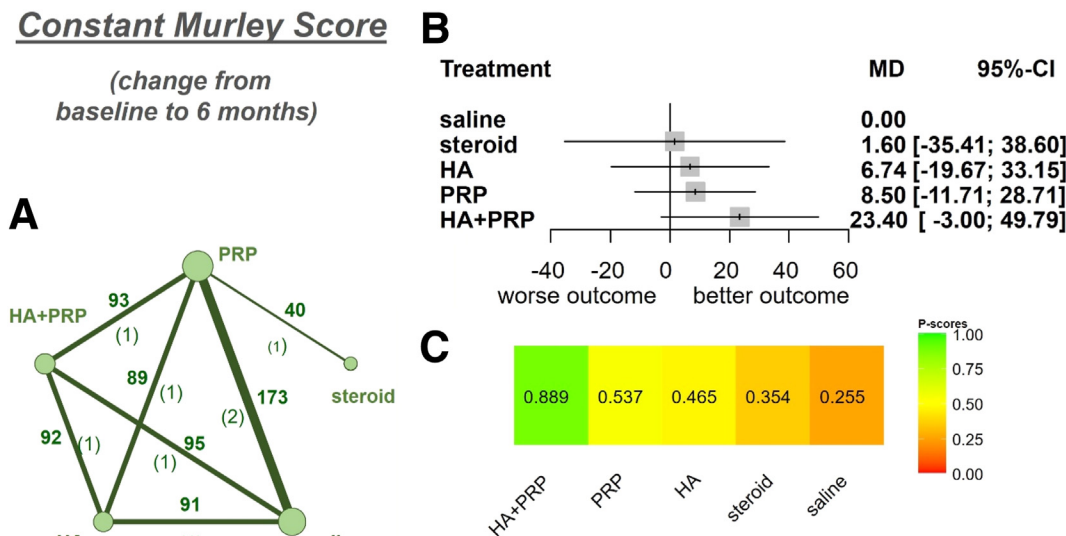 Constant Murley Score
(change from
baseline to 6 months)
A
PRP
93
HA+PRP
(1)
40
(1)
89
(1)
173
steroid
(2)
92
(1)
95
(1)
91
B
Treatment MD 95%-CI
saline 0.00
steroid 1.60 [-35.41; 38.60]
HA 6.74 [-19.67; 33.15]
PRP 8.50 [-11.71; 28.71]
HA+PRP 23.40 [ -3.00; 49.79]
-40 -20 0 20 40 60
worse outcome better outcome
C
P-scores
1.00
0.75
0.50
0.25
0.00
0.889 0.537 0.465 0.354 0.255
HA+PRP PRP HA steroid saline